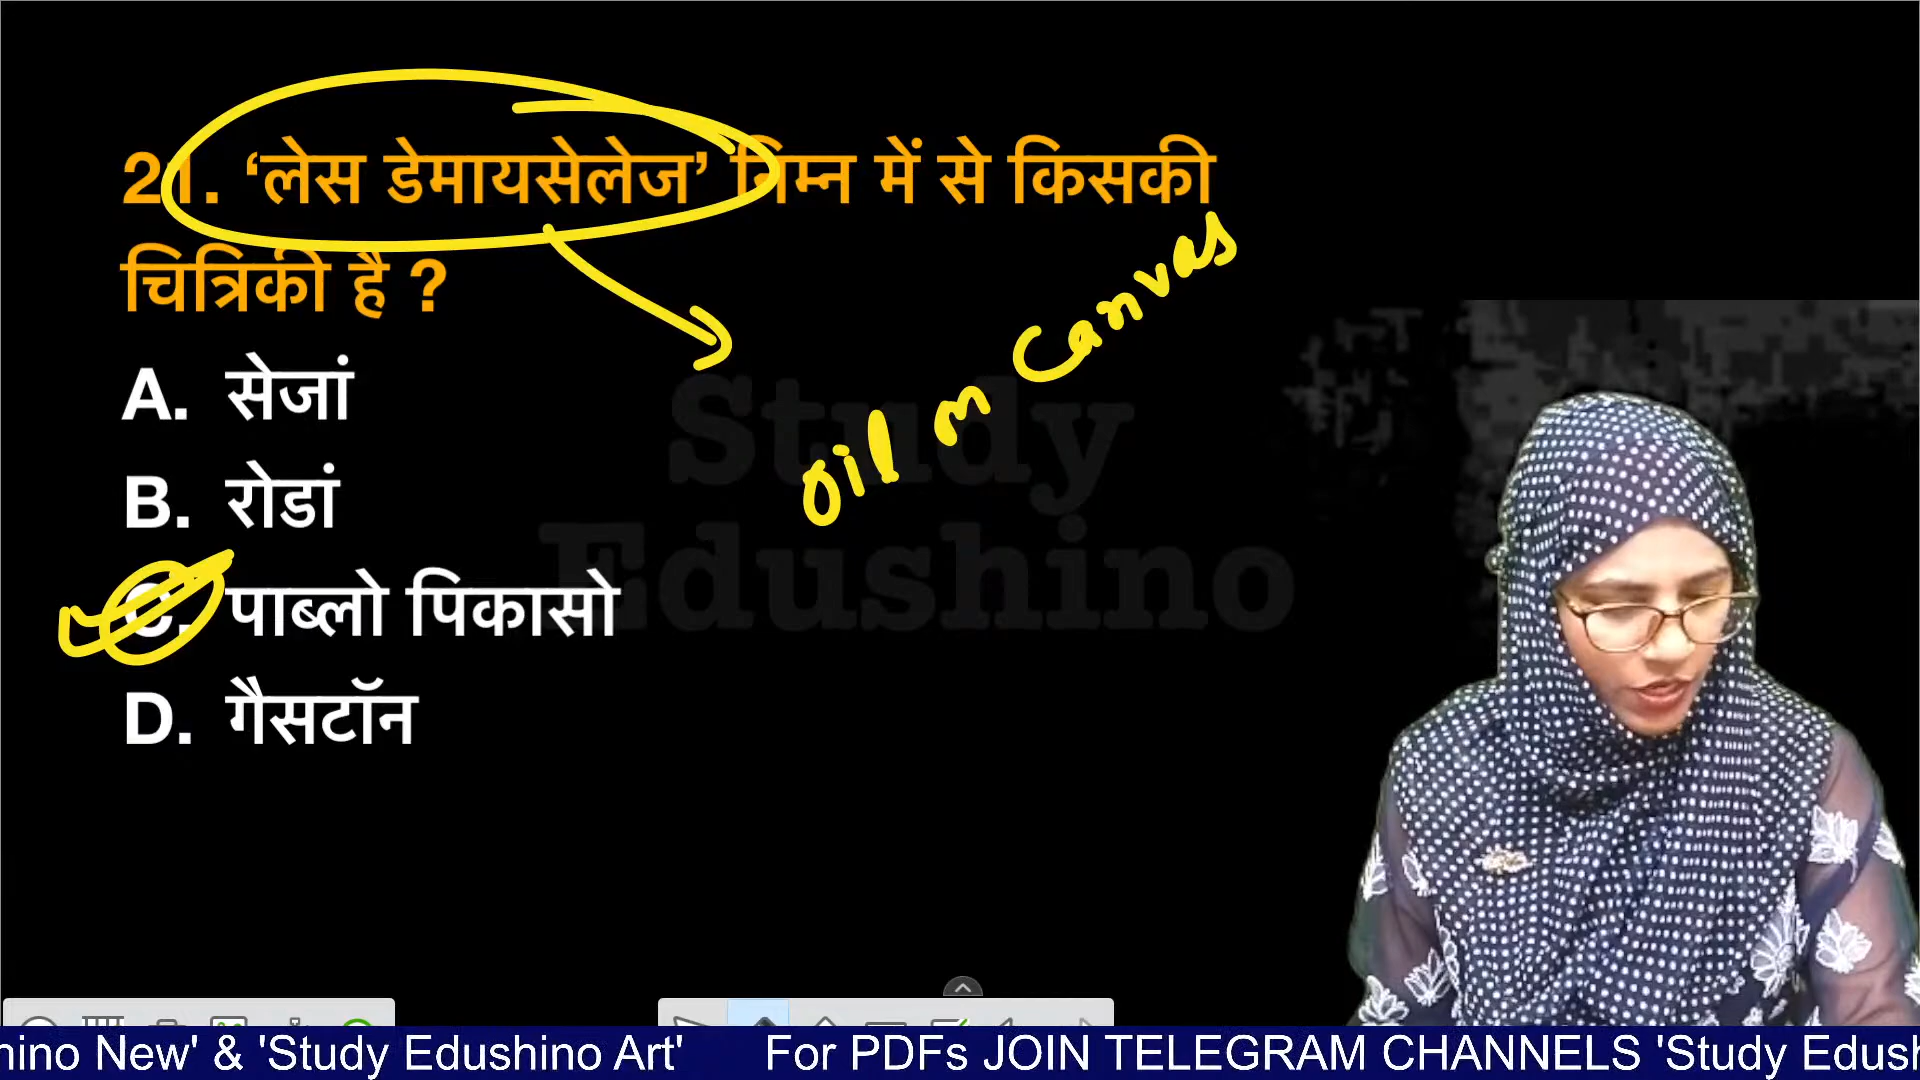 21. ‘लेस डेमायसेलेज’ निम्न में से किसकी
चित्रिकी है ?
A. सेजां
B. रोडां
C. पाब्लो पिकासो
D. गैसटॉन
Oil on Canvas
Study
Edushino
hino New' & 'Study Edushino Art' For PDFs JOIN TELEGRAM CHANNELS 'Study Edush